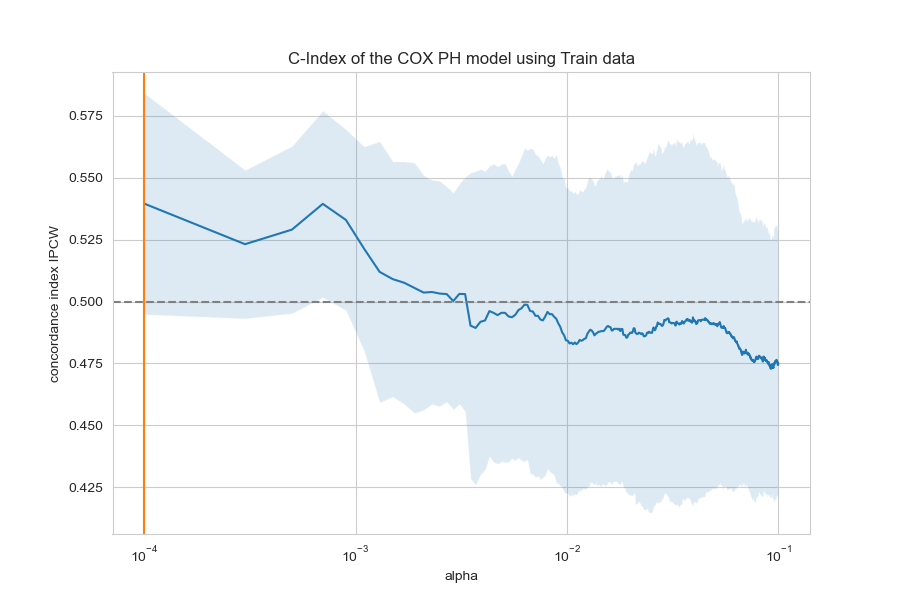 C-Index of the COX PH model using Train data
concordance index IPCW
0.575
0.550
0.525
0.500
0.475
0.450
0.425
10⁻⁴ 10⁻³ 10⁻² 10⁻¹
alpha